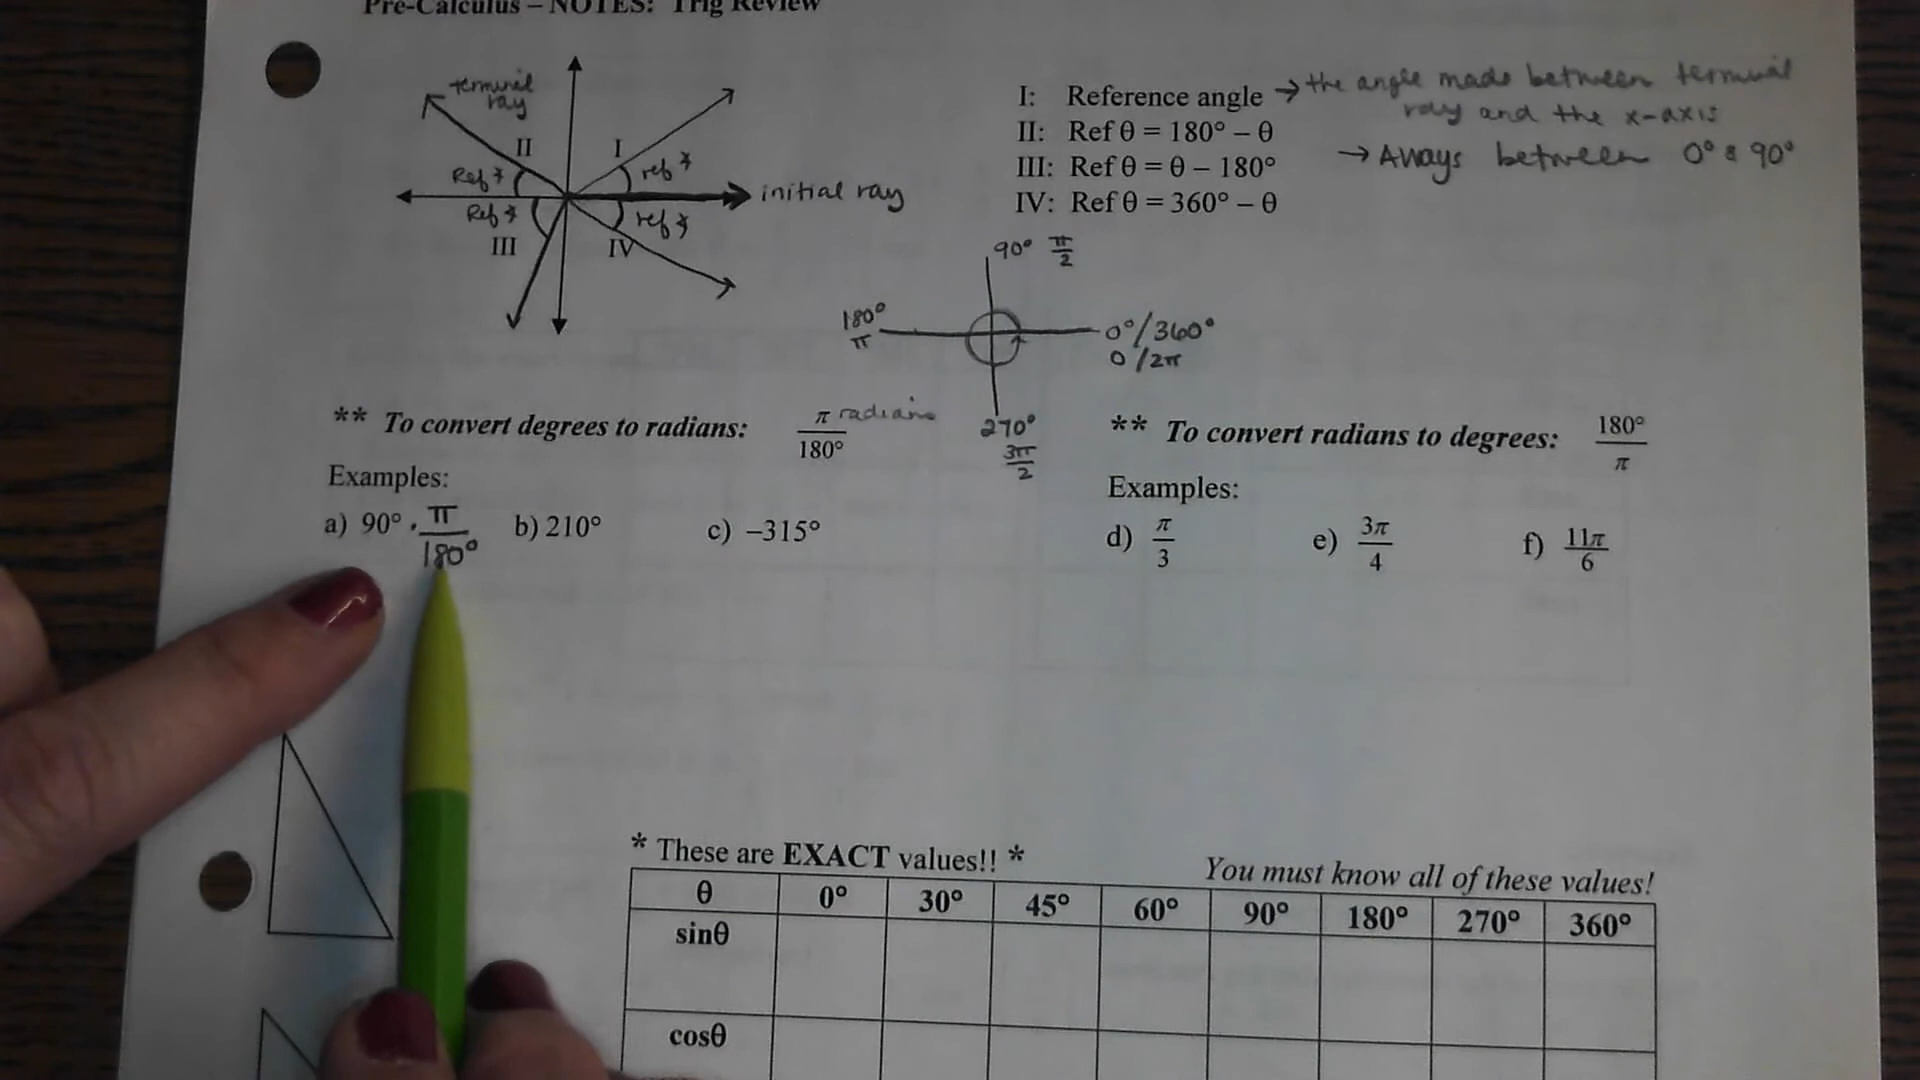 Pre-Calculus – NOTES: Trig Review
terminal
ray
II
I
Ref ∡
ref ∡
initial ray
Ref ∡
ref ∡
III
IV
I: Reference angle → the angle made between terminal
ray and the x-axis
II: Ref θ = 180° – θ
III: Ref θ = θ – 180°
→ Always between 0° & 90°
IV: Ref θ = 360° – θ
90° π/2
180°
π
0°/360°
0/2π
270°
3π/2
** To convert degrees to radians: π radians/180°
** To convert radians to degrees: 180°/π
Examples:
a) 90° · π/180° b) 210° c) –315°
Examples:
d) π/3 e) 3π/4 f) 11π/6
* These are EXACT values!! *
You must know all of these values!
θ 0° 30° 45° 60° 90° 180° 270° 360°
sinθ
cosθ